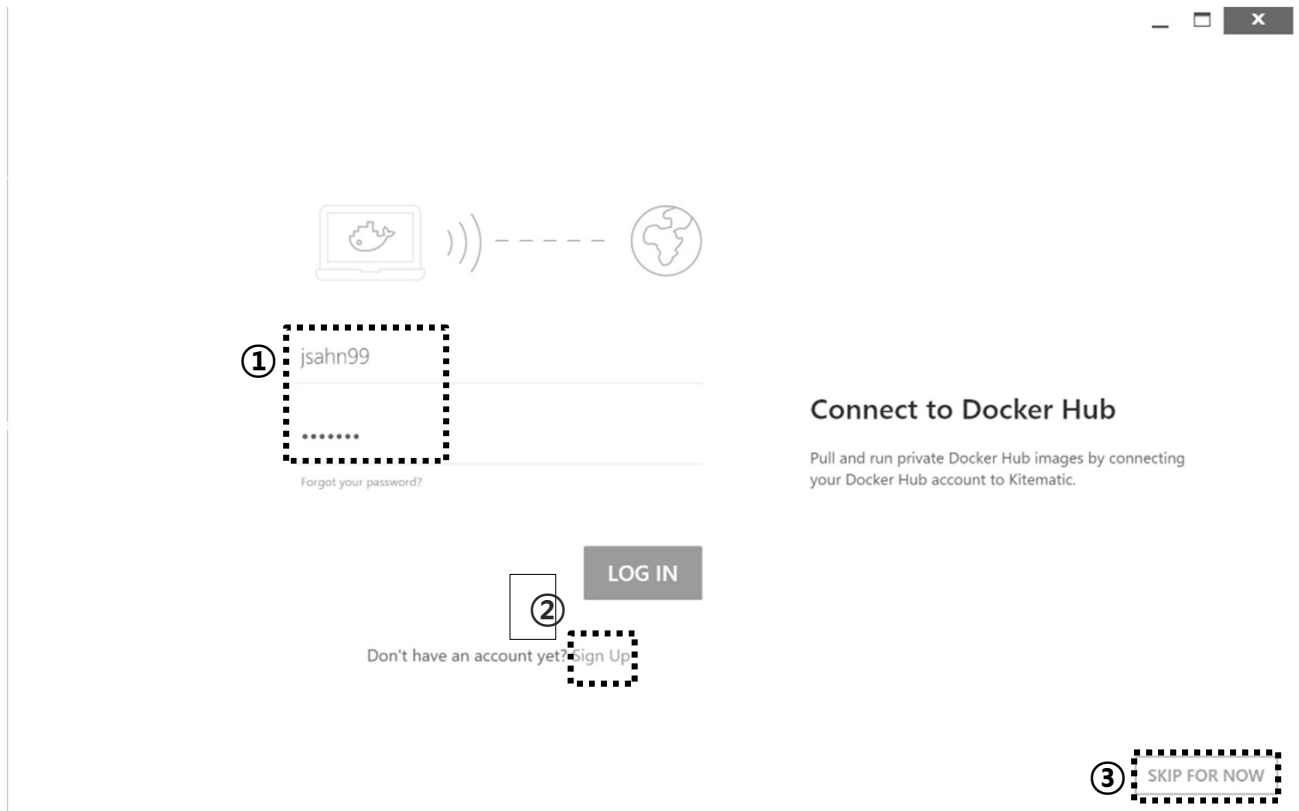 X
① jsahn99
•••••••
Forgot your password?
Connect to Docker Hub
Pull and run private Docker Hub images by connecting
your Docker Hub account to Kitematic.
LOG IN
②
Don't have an account yet? Sign Up
③ SKIP FOR NOW